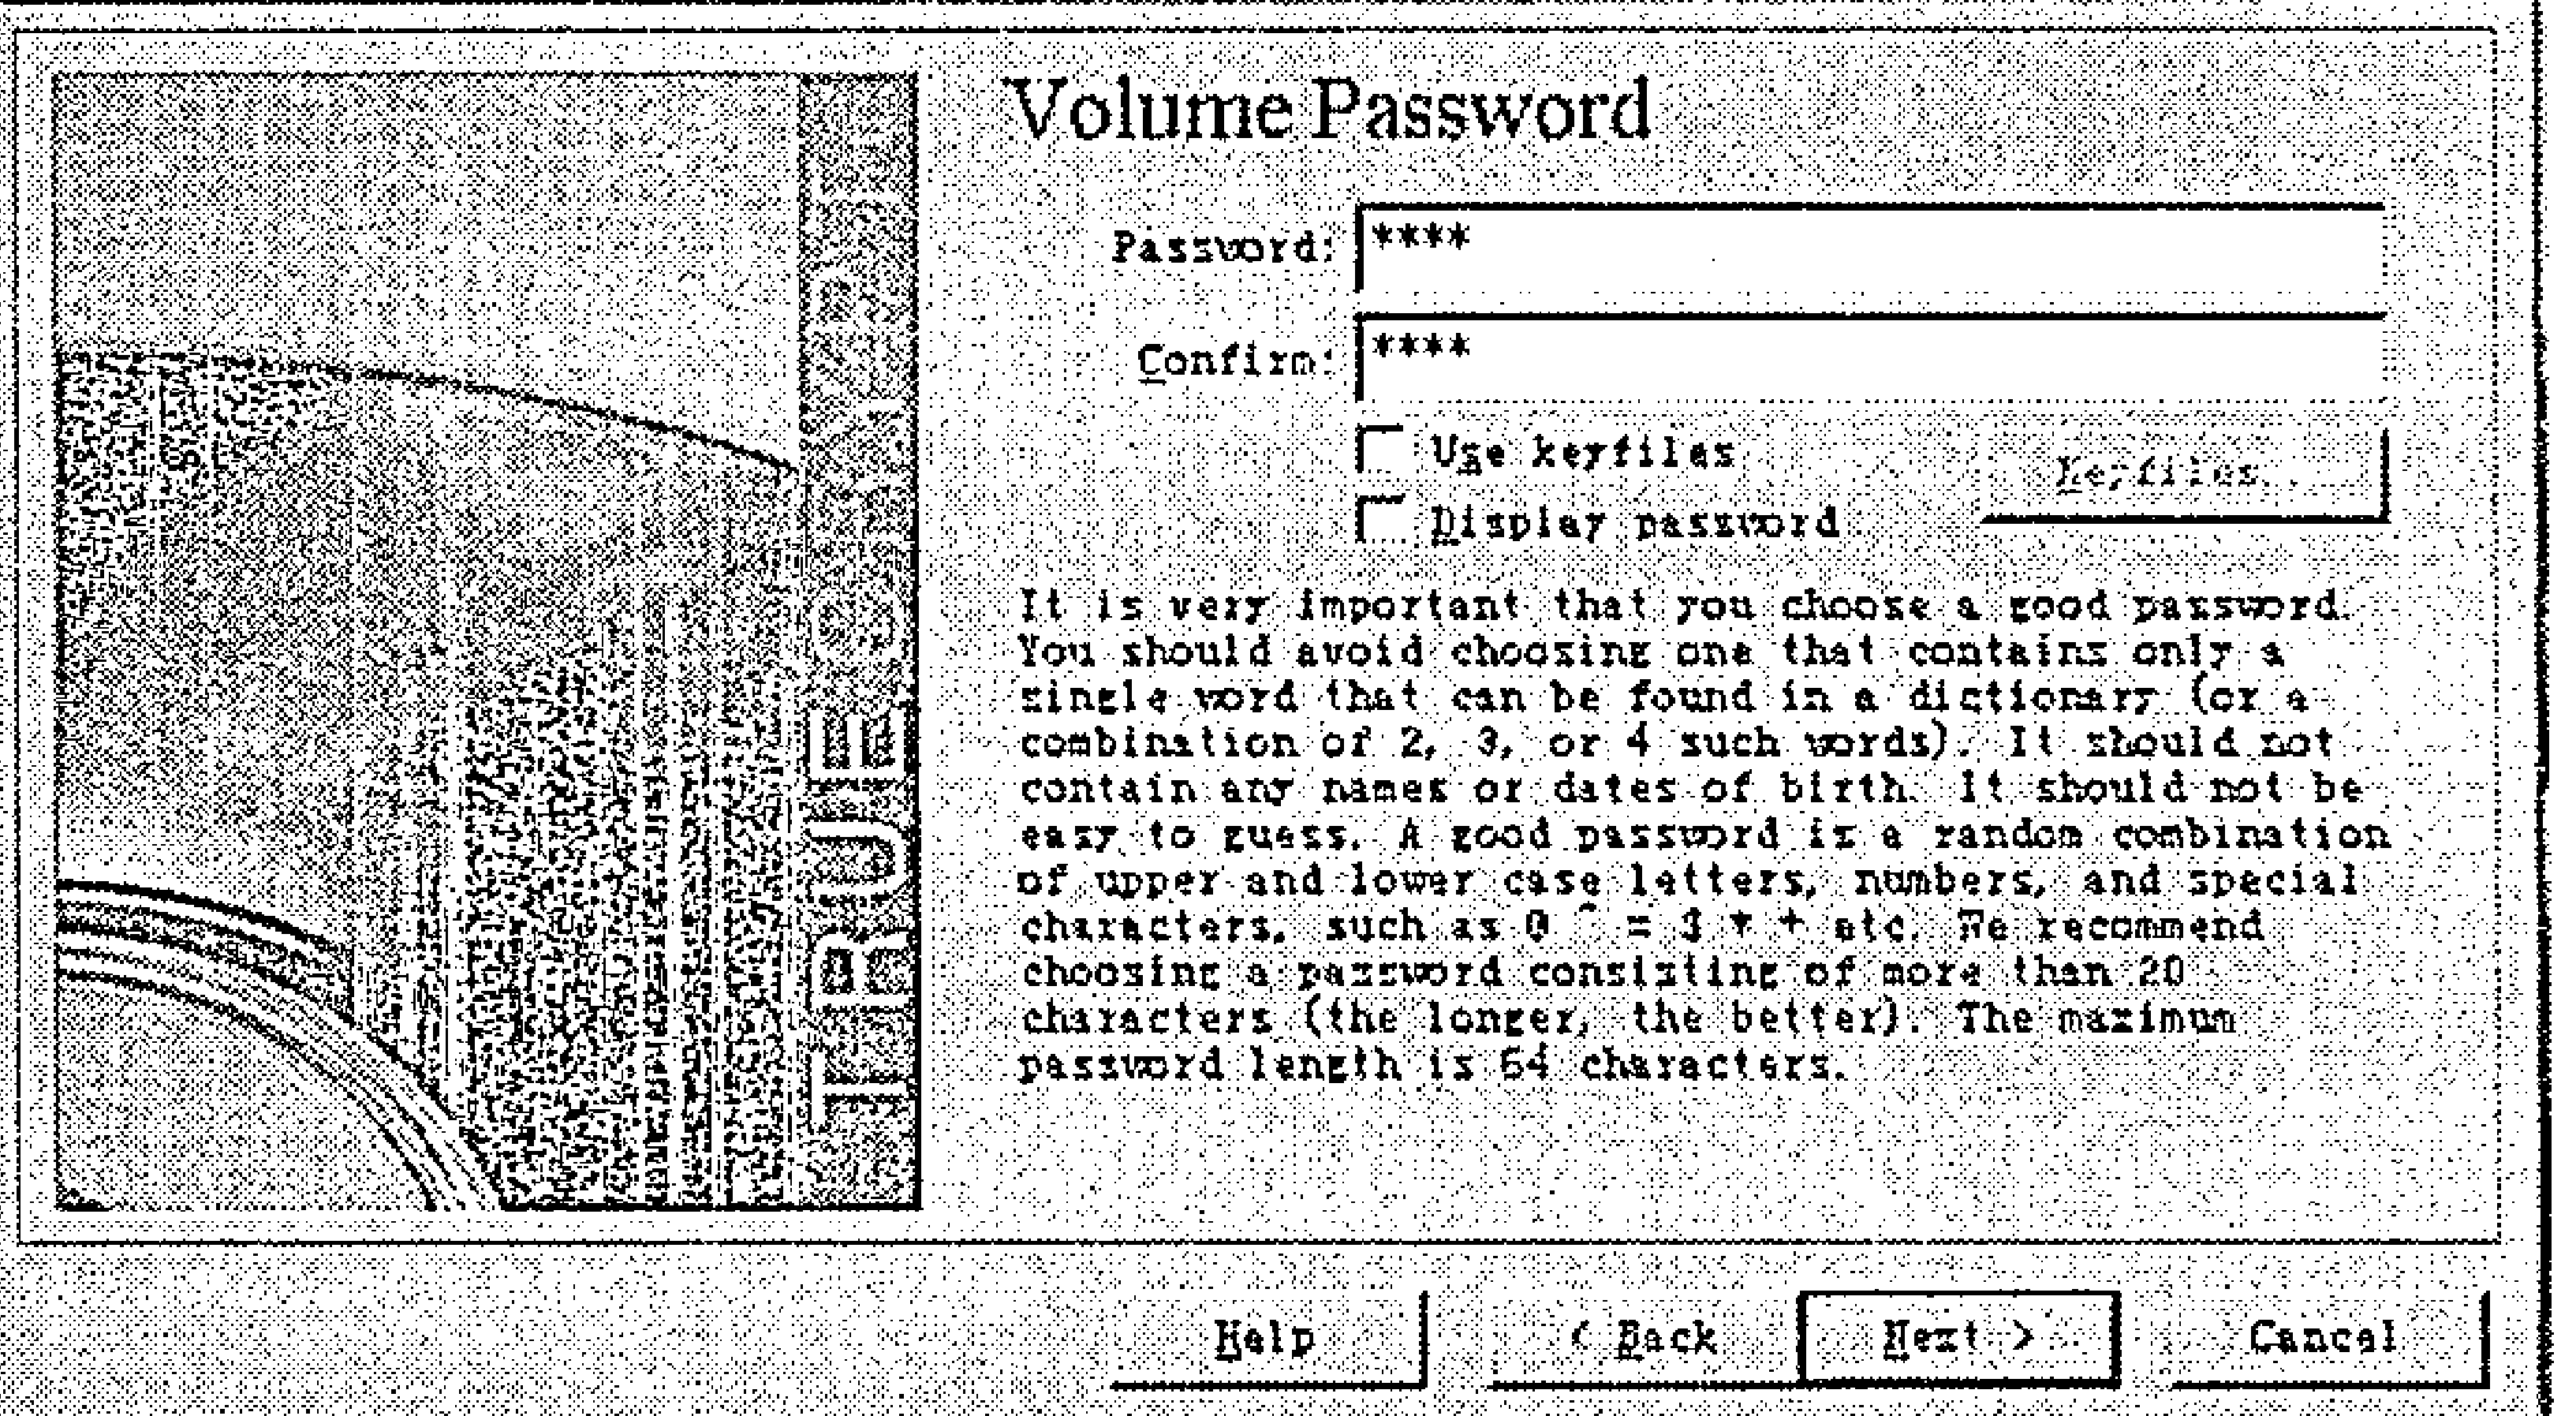 Volume Password
Password: ****
Confirm: ****
Use keyfiles
Keyfiles..
Display password
It is very important that you choose a good password.
You should avoid choosing one that contains only a
single word that can be found in a dictionary (or a
combination of 2, 3, or 4 such words). It should not
contain any names or dates of birth. It should not be
easy to guess. A good password is a random combination
of upper and lower case letters, numbers, and special
characters, such as @ ^ = $ * + etc. We recommend
choosing a password consisting of more than 20
characters (the longer, the better). The maximum
password length is 64 characters.
TRUE
Help
< Back
Next >
Cancel